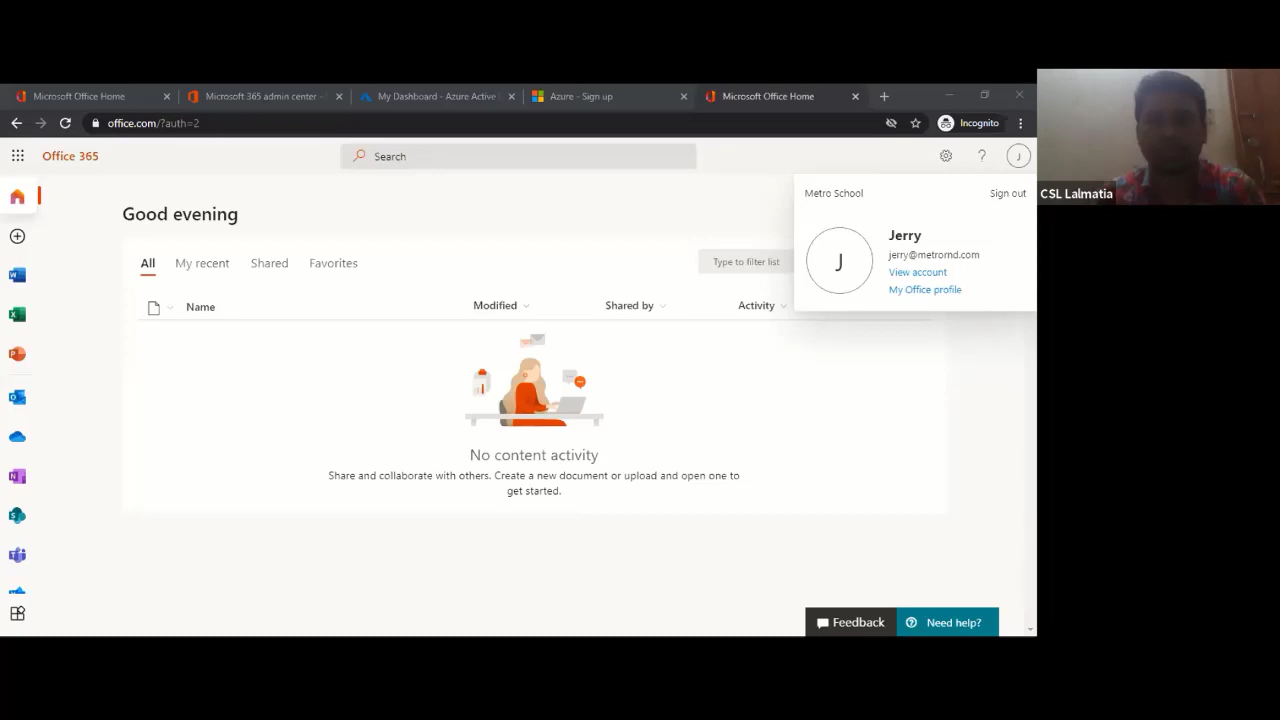 Microsoft Office Home
Microsoft 365 admin center -
My Dashboard - Azure Active
Azure - Sign up
Microsoft Office Home
office.com/?auth=2
Incognito
Office 365
Search
J
CSL Lalmatia
Metro School
Sign out
Good evening
Jerry
J
jerry@metrornd.com
View account
My Office profile
All
My recent
Shared
Favorites
Type to filter list
Name
Modified
Shared by
Activity
No content activity
Share and collaborate with others. Create a new document or upload and open one to
get started.
Feedback
Need help?